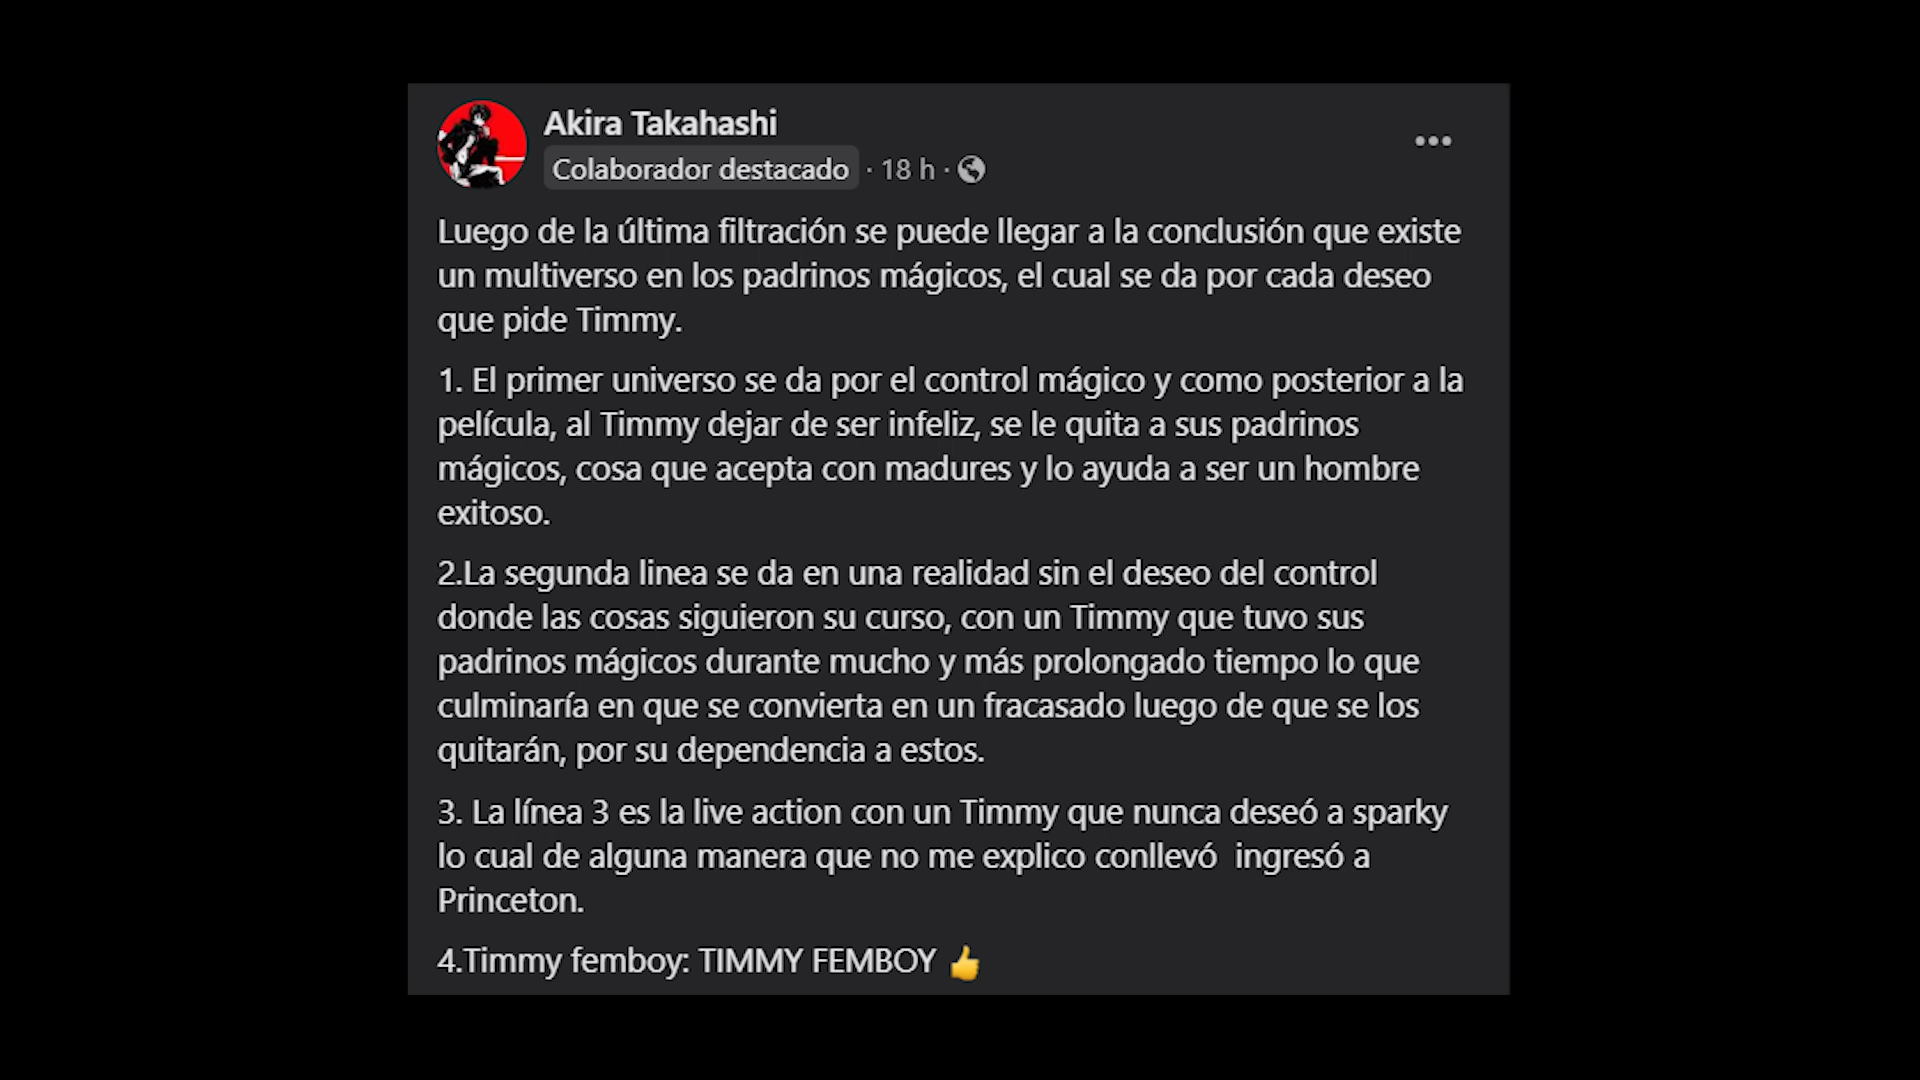 Akira Takahashi
Colaborador destacado · 18 h ·
Luego de la última filtración se puede llegar a la conclusión que existe
un multiverso en los padrinos mágicos, el cual se da por cada deseo
que pide Timmy.
1. El primer universo se da por el control mágico y como posterior a la
película, al Timmy dejar de ser infeliz, se le quita a sus padrinos
mágicos, cosa que acepta con madures y lo ayuda a ser un hombre
exitoso.
2.La segunda linea se da en una realidad sin el deseo del control
donde las cosas siguieron su curso, con un Timmy que tuvo sus
padrinos mágicos durante mucho y más prolongado tiempo lo que
culminaría en que se convierta en un fracasado luego de que se los
quitarán, por su dependencia a estos.
3. La línea 3 es la live action con un Timmy que nunca deseó a sparky
lo cual de alguna manera que no me explico conllevó  ingresó a
Princeton.
4.Timmy femboy: TIMMY FEMBOY 👍